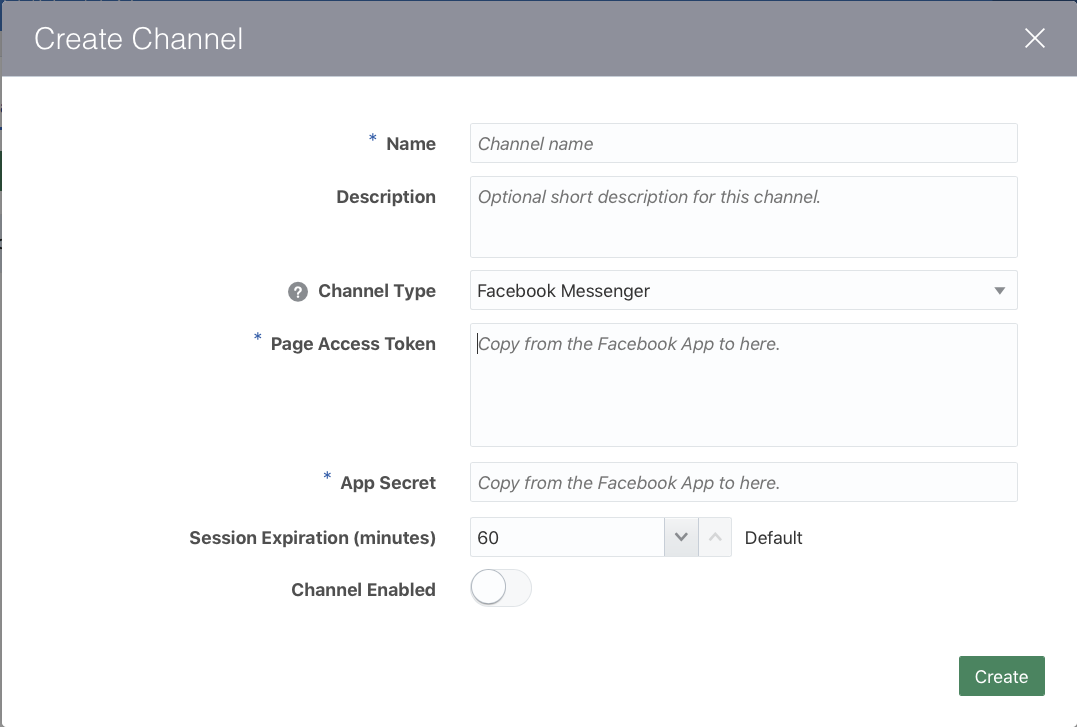 Create Channel
* Name
Channel name
Description
Optional short description for this channel.
? Channel Type
Facebook Messenger
* Page Access Token
Copy from the Facebook App to here.
* App Secret
Copy from the Facebook App to here.
Session Expiration (minutes)
60
Default
Channel Enabled
Create